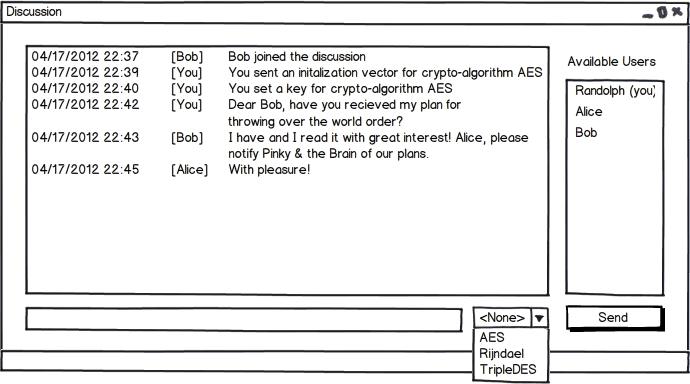 Discussion
04/17/2012 22:37 [Bob] Bob joined the discussion
04/17/2012 22:39 [You] You sent an initalization vector for crypto-algorithm AES
04/17/2012 22:40 [You] You set a key for crypto-algorithm AES
04/17/2012 22:42 [You] Dear Bob, have you recieved my plan for
throwing over the world order?
04/17/2012 22:43 [Bob] I have and I read it with great interest! Alice, please
notify Pinky & the Brain of our plans.
04/17/2012 22:45 [Alice] With pleasure!
Available Users
Randolph (you)
Alice
Bob
<None>
Send
AES
Rijndael
TripleDES